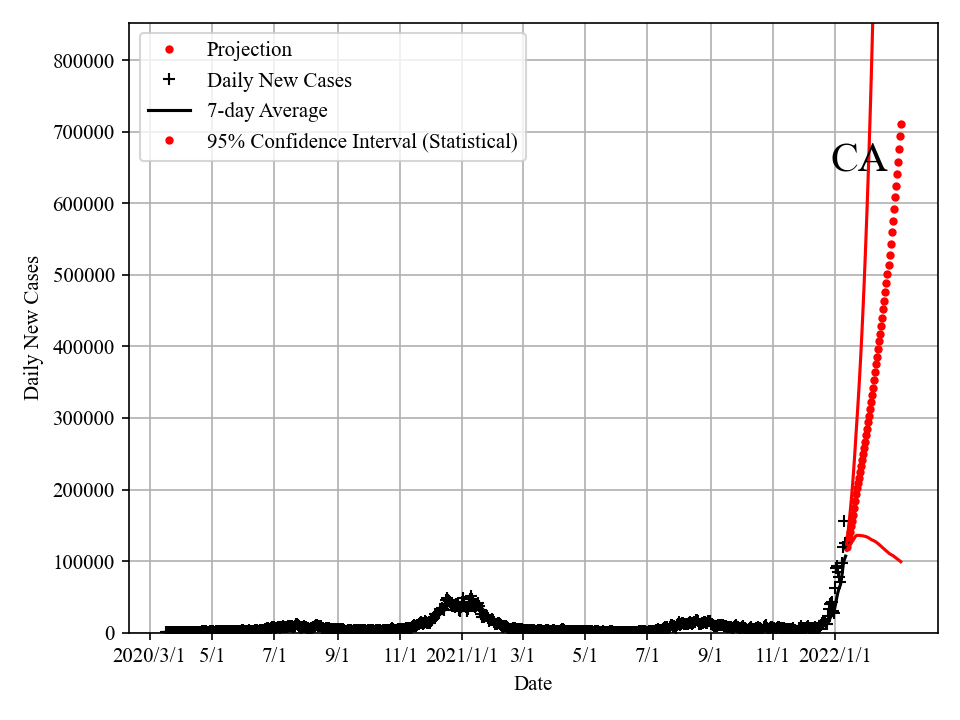 800000
700000
600000
500000
400000
300000
200000
100000
0
Daily New Cases
Projection
Daily New Cases
7-day Average
95% Confidence Interval (Statistical)
CA
2020/3/1 5/1 7/1 9/1 11/1 2021/1/1 3/1 5/1 7/1 9/1 11/1 2022/1/1
Date